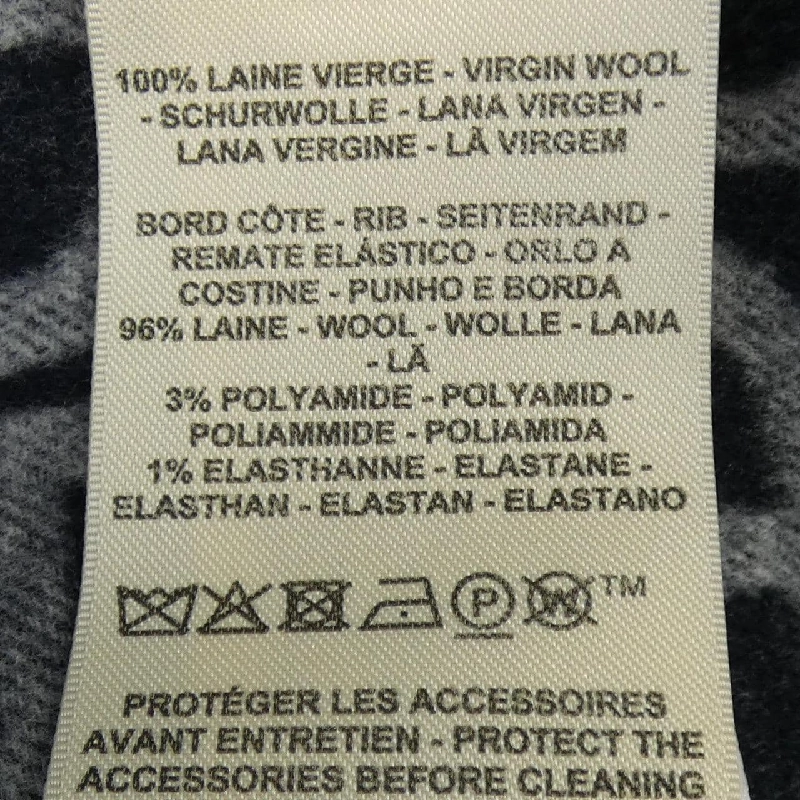 100% LAINE VIERGE - VIRGIN WOOL
- SCHURWOLLE - LANA VIRGEN -
LANA VERGINE - LÃ VIRGEM
BORD CÔTE - RIB - SEITENRAND -
REMATE ELÁSTICO - ORLO A
COSTINE - PUNHO E BORDA
96% LAINE - WOOL - WOLLE - LANA
- LÃ
3% POLYAMIDE - POLYAMID -
POLIAMMIDE - POLIAMIDA
1% ELASTHANNE - ELASTANE -
ELASTHAN - ELASTAN - ELASTANO
P W TM
PROTÉGER LES ACCESSOIRES
AVANT ENTRETIEN - PROTECT THE
ACCESSORIES BEFORE CLEANING